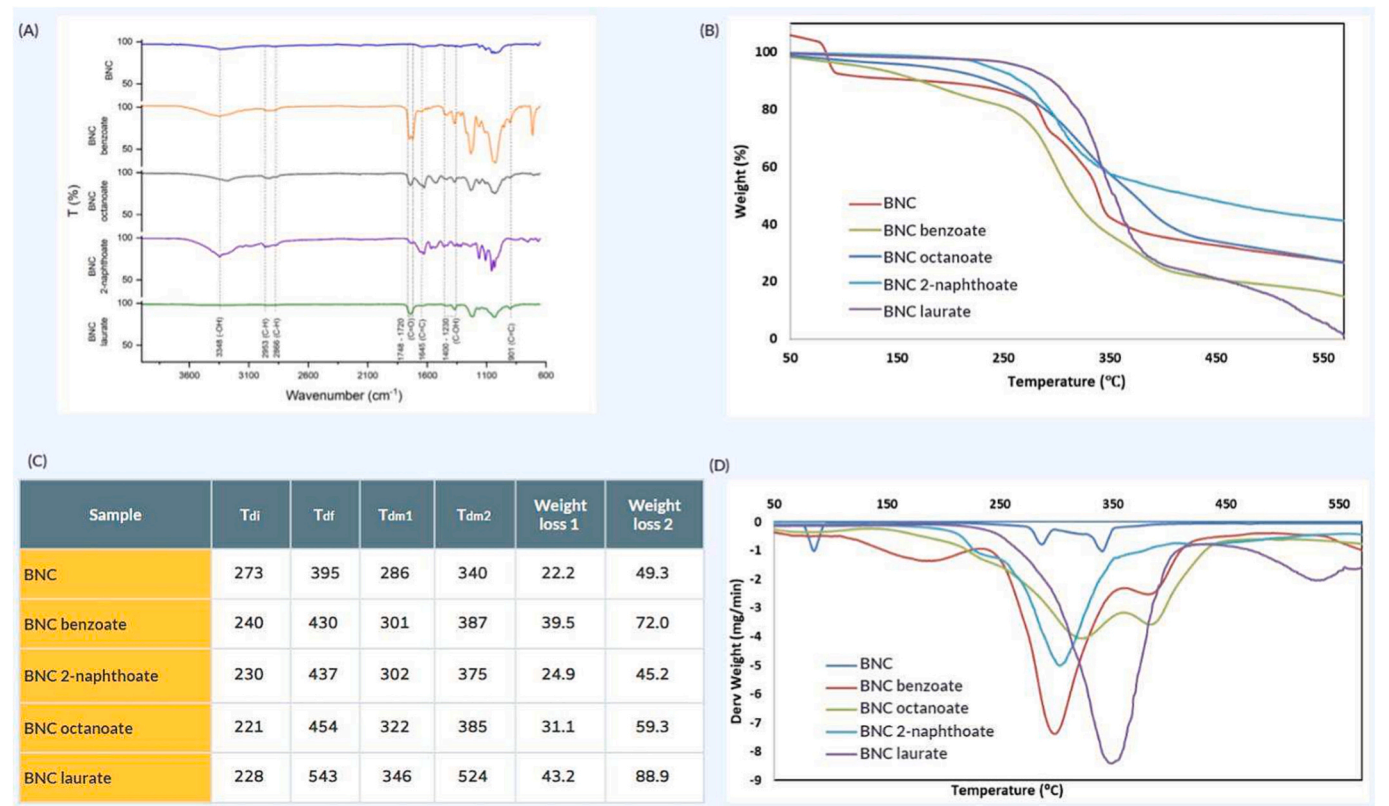 (A)
100
50
BNC
100
50
BNC
benzoate
100
50
BNC
octanoate
100
50
BNC
2-naphthoate
100
50
BNC
laurate
T (%)
3348 (-OH)
2953 (C-H)
2866 (C-H)
1748 - 1720
(C=O)
1645 (C=C)
1400 - 1230
(C-OH)
901 (C=C)
3600 3100 2600 2100 1600 1100 600
Wavenumber (cm⁻¹)
(B)
100
80
60
40
20
0
Weight (%)
BNC
BNC benzoate
BNC octanoate
BNC 2-naphthoate
BNC laurate
50 150 250 350 450 550
Temperature (°C)
(C)
Sample Tdi Tdf Tdm1 Tdm2 Weight loss 1 Weight loss 2
BNC 273 395 286 340 22.2 49.3
BNC benzoate 240 430 301 387 39.5 72.0
BNC 2-naphthoate 230 437 302 375 24.9 45.2
BNC octanoate 221 454 322 385 31.1 59.3
BNC laurate 228 543 346 524 43.2 88.9
(D)
50 150 250 350 450 550
0
-1
-2
-3
-4
-5
-6
-7
-8
-9
Derv Weight (mg/min)
BNC
BNC benzoate
BNC octanoate
BNC 2-naphthoate
BNC laurate
Temperature (°C)